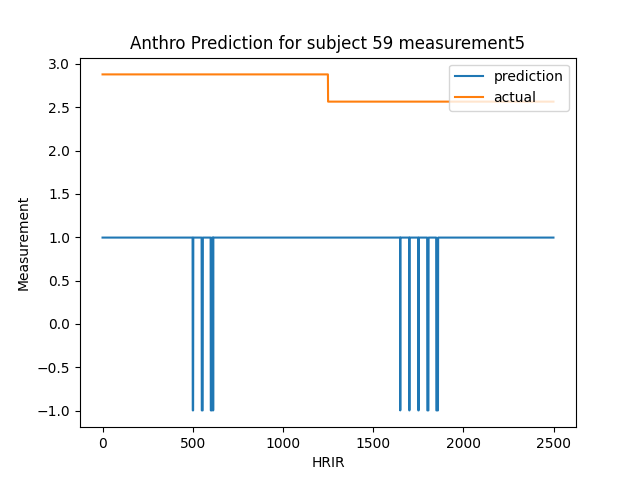 Anthro Prediction for subject 59 measurement5
prediction
actual
3.0
2.5
2.0
1.5
1.0
0.5
0.0
−0.5
−1.0
Measurement
0 500 1000 1500 2000 2500
HRIR